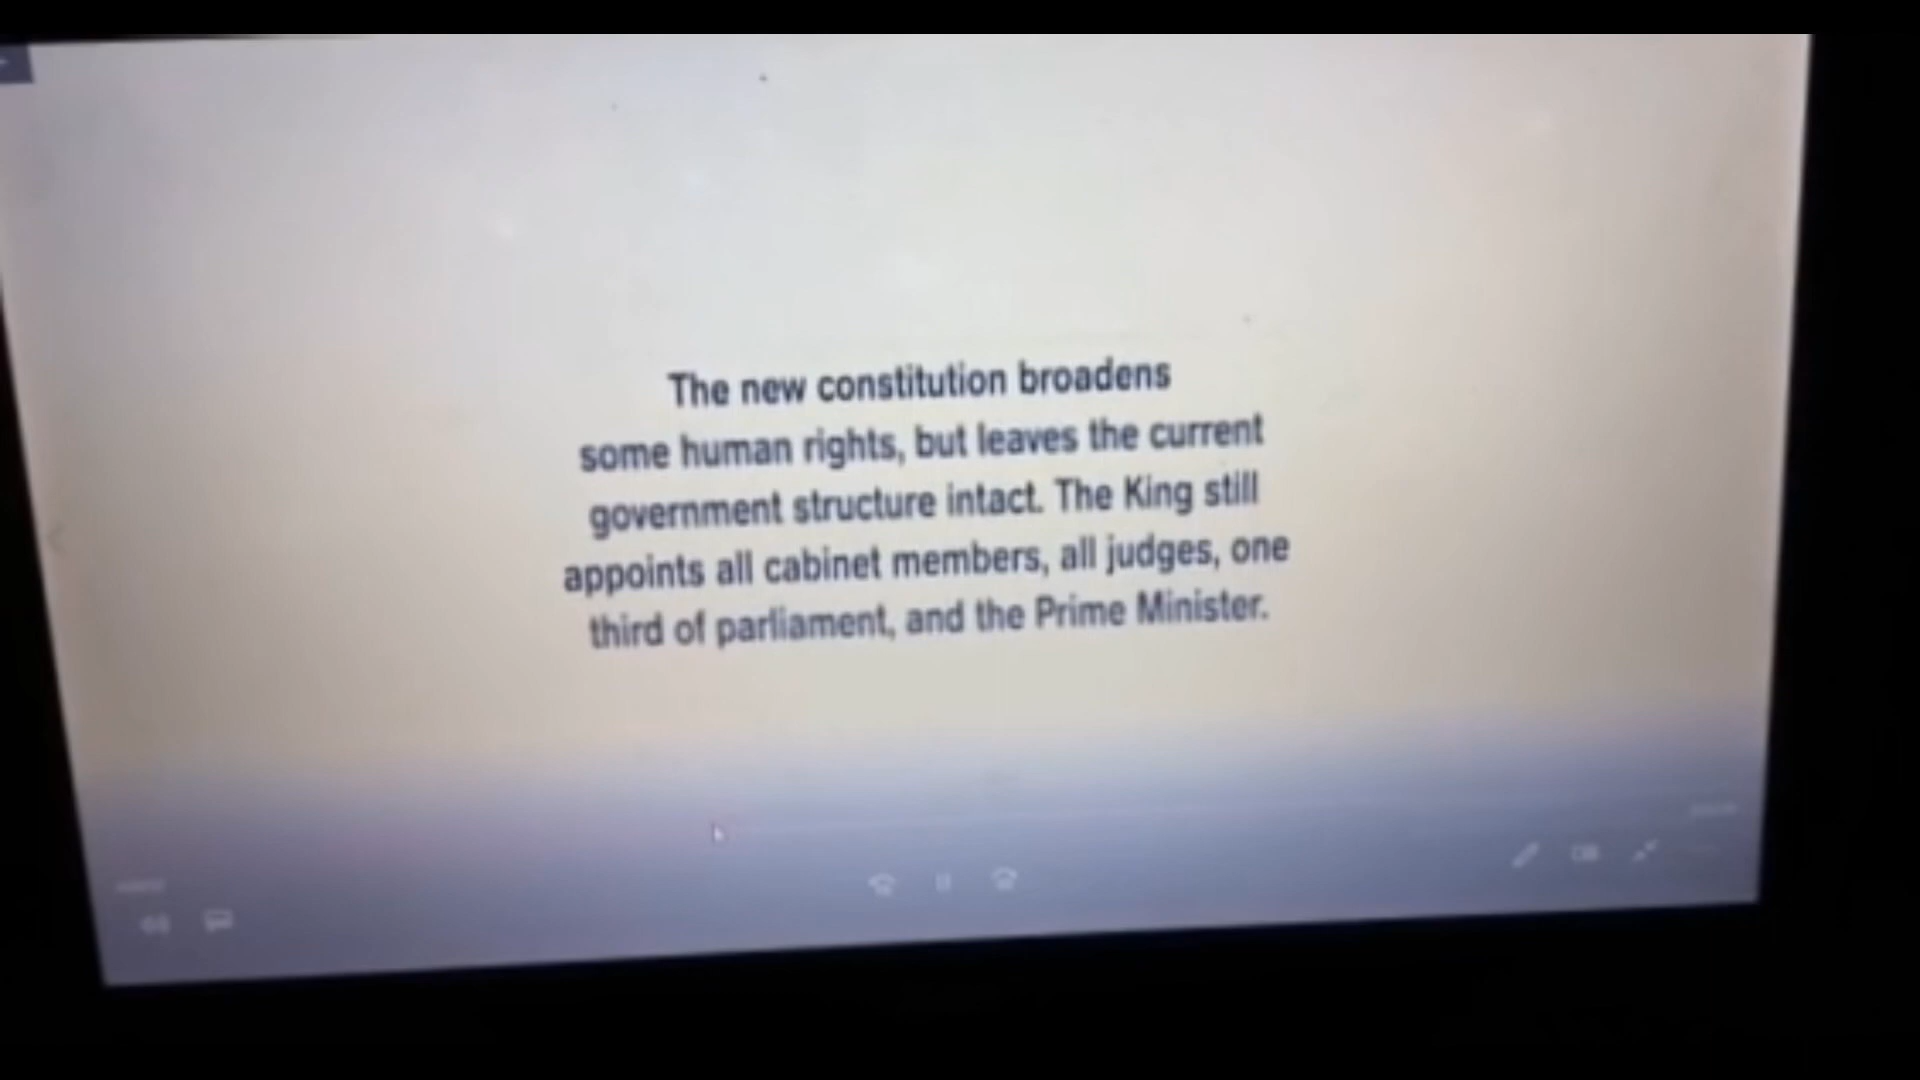 The new constitution broadens
some human rights, but leaves the current
government structure intact. The King still
appoints all cabinet members, all judges, one
third of parliament, and the Prime Minister.